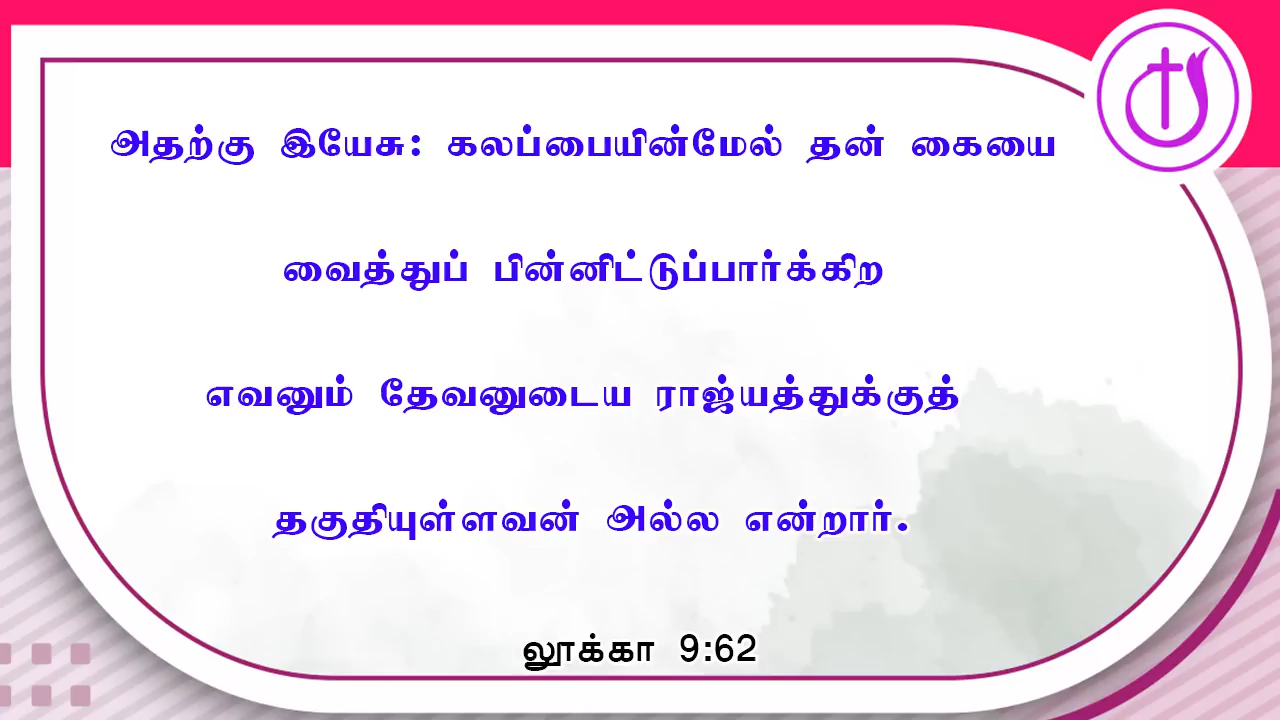 அதற்கு இயேசு: கலப்பையின்மேல் தன் கையை
வைத்துப் பின்னிட்டுப்பார்க்கிற
எவனும் தேவனுடைய ராஜ்யத்துக்குத்
தகுதியுள்ளவன் அல்ல என்றார்.
லூக்கா 9:62